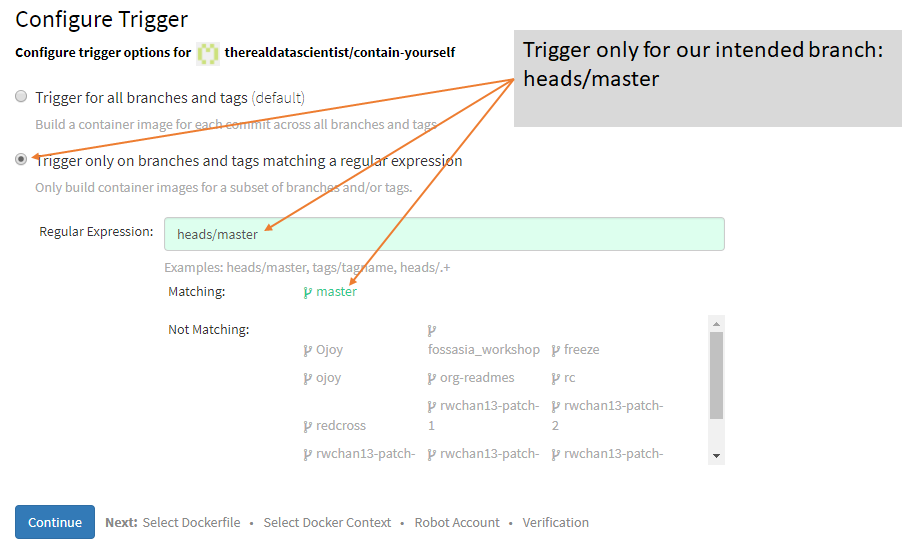 Configure Trigger
Configure trigger options for therealdatascientist/contain-yourself
Trigger only for our intended branch:
heads/master
Trigger for all branches and tags (default)
Build a container image for each commit across all branches and tags
Trigger only on branches and tags matching a regular expression
Only build container images for a subset of branches and/or tags.
Regular Expression: heads/master
Examples: heads/master, tags/tagname, heads/.+
Matching: master
Not Matching:
Ojoy fossasia_workshop freeze
ojoy org-readmes rc
redcross rwchan13-patch-1 rwchan13-patch-2
rwchan13-patch- rwchan13-patch- rwchan13-patch-
Continue Next: Select Dockerfile • Select Docker Context • Robot Account • Verification